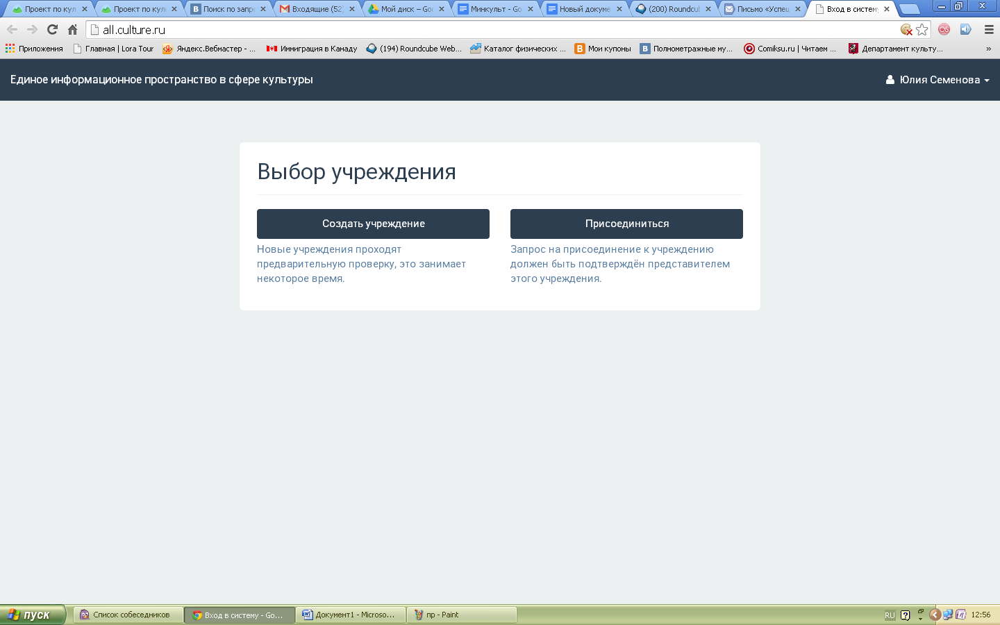 Проект по кул
Проект по куль
Поиск по запро
Входящие (52)
Мой диск – Goo
Минкульт - Go
Новый докуме
(200) Roundcul
Письмо «Успец
Вход в систему
all.culture.ru
Приложения
Главная | Lora Tour
Яндекс.Вебмастер - ...
Иммиграция в Канаду
(194) Roundcube Web...
Каталог физических ...
Мои купоны
Полнометражные му...
Comiksu.ru | Читаем ...
Департамент культу...
»
Единое информационное пространство в сфере культуры
Юлия Семенова
Выбор учреждения
Создать учреждение
Новые учреждения проходят
предварительную проверку, это занимает
некоторое время.
Присоединиться
Запрос на присоединение к учреждению
должен быть подтверждён представителем
этого учреждения.
пуск
Список собеседников
Вход в систему - Go...
Документ1 - Microso...
пр - Paint
RU
12:56